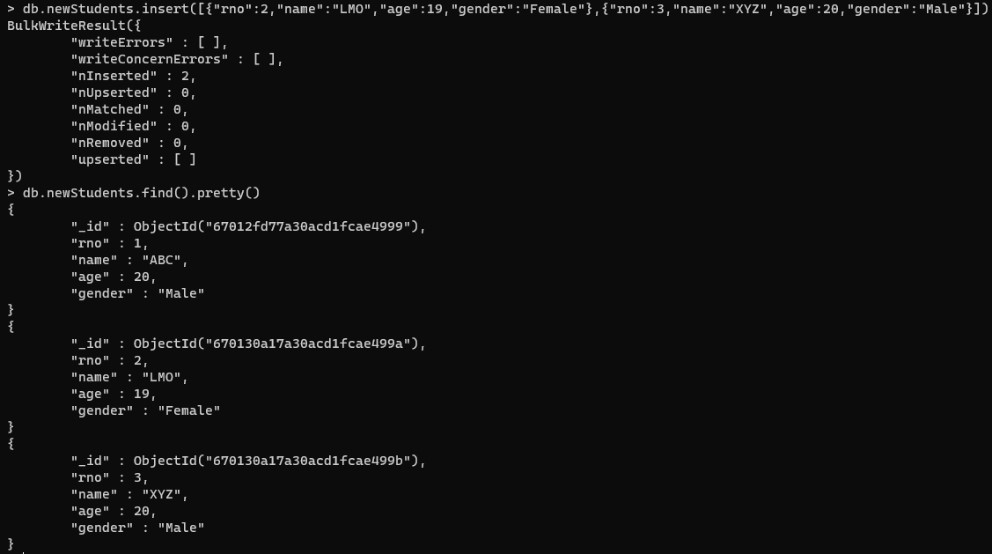 > db.newStudents.insert([{"rno":2,"name":"LMO","age":19,"gender":"Female"},{"rno":3,"name":"XYZ","age":20,"gender":"Male"}])
BulkWriteResult({
        "writeErrors" : [ ],
        "writeConcernErrors" : [ ],
        "nInserted" : 2,
        "nUpserted" : 0,
        "nMatched" : 0,
        "nModified" : 0,
        "nRemoved" : 0,
        "upserted" : [ ]
})
> db.newStudents.find().pretty()
{
        "_id" : ObjectId("67012fd77a30acd1fcae4999"),
        "rno" : 1,
        "name" : "ABC",
        "age" : 20,
        "gender" : "Male"
}
{
        "_id" : ObjectId("670130a17a30acd1fcae499a"),
        "rno" : 2,
        "name" : "LMO",
        "age" : 19,
        "gender" : "Female"
}
{
        "_id" : ObjectId("670130a17a30acd1fcae499b"),
        "rno" : 3,
        "name" : "XYZ",
        "age" : 20,
        "gender" : "Male"
}